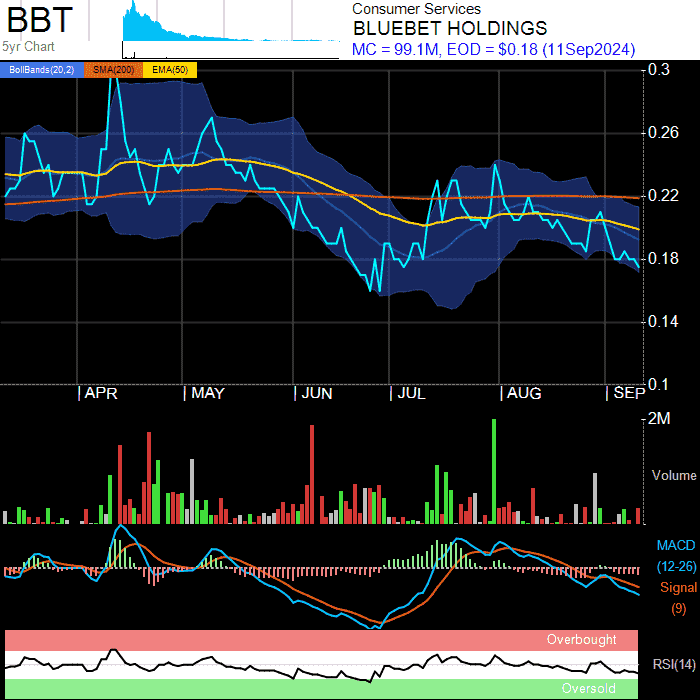 BBT
5yr Chart
Consumer Services
BLUEBET HOLDINGS
MC = 99.1M, EOD = $0.18 (11Sep2024)
BollBands(20,2) SMA(200) EMA(50)
0.3
0.26
0.22
0.18
0.14
0.1
APR MAY JUN JUL AUG SEP
2M
Volume
MACD
(12-26)
Signal
(9)
Overbought
RSI(14)
Oversold